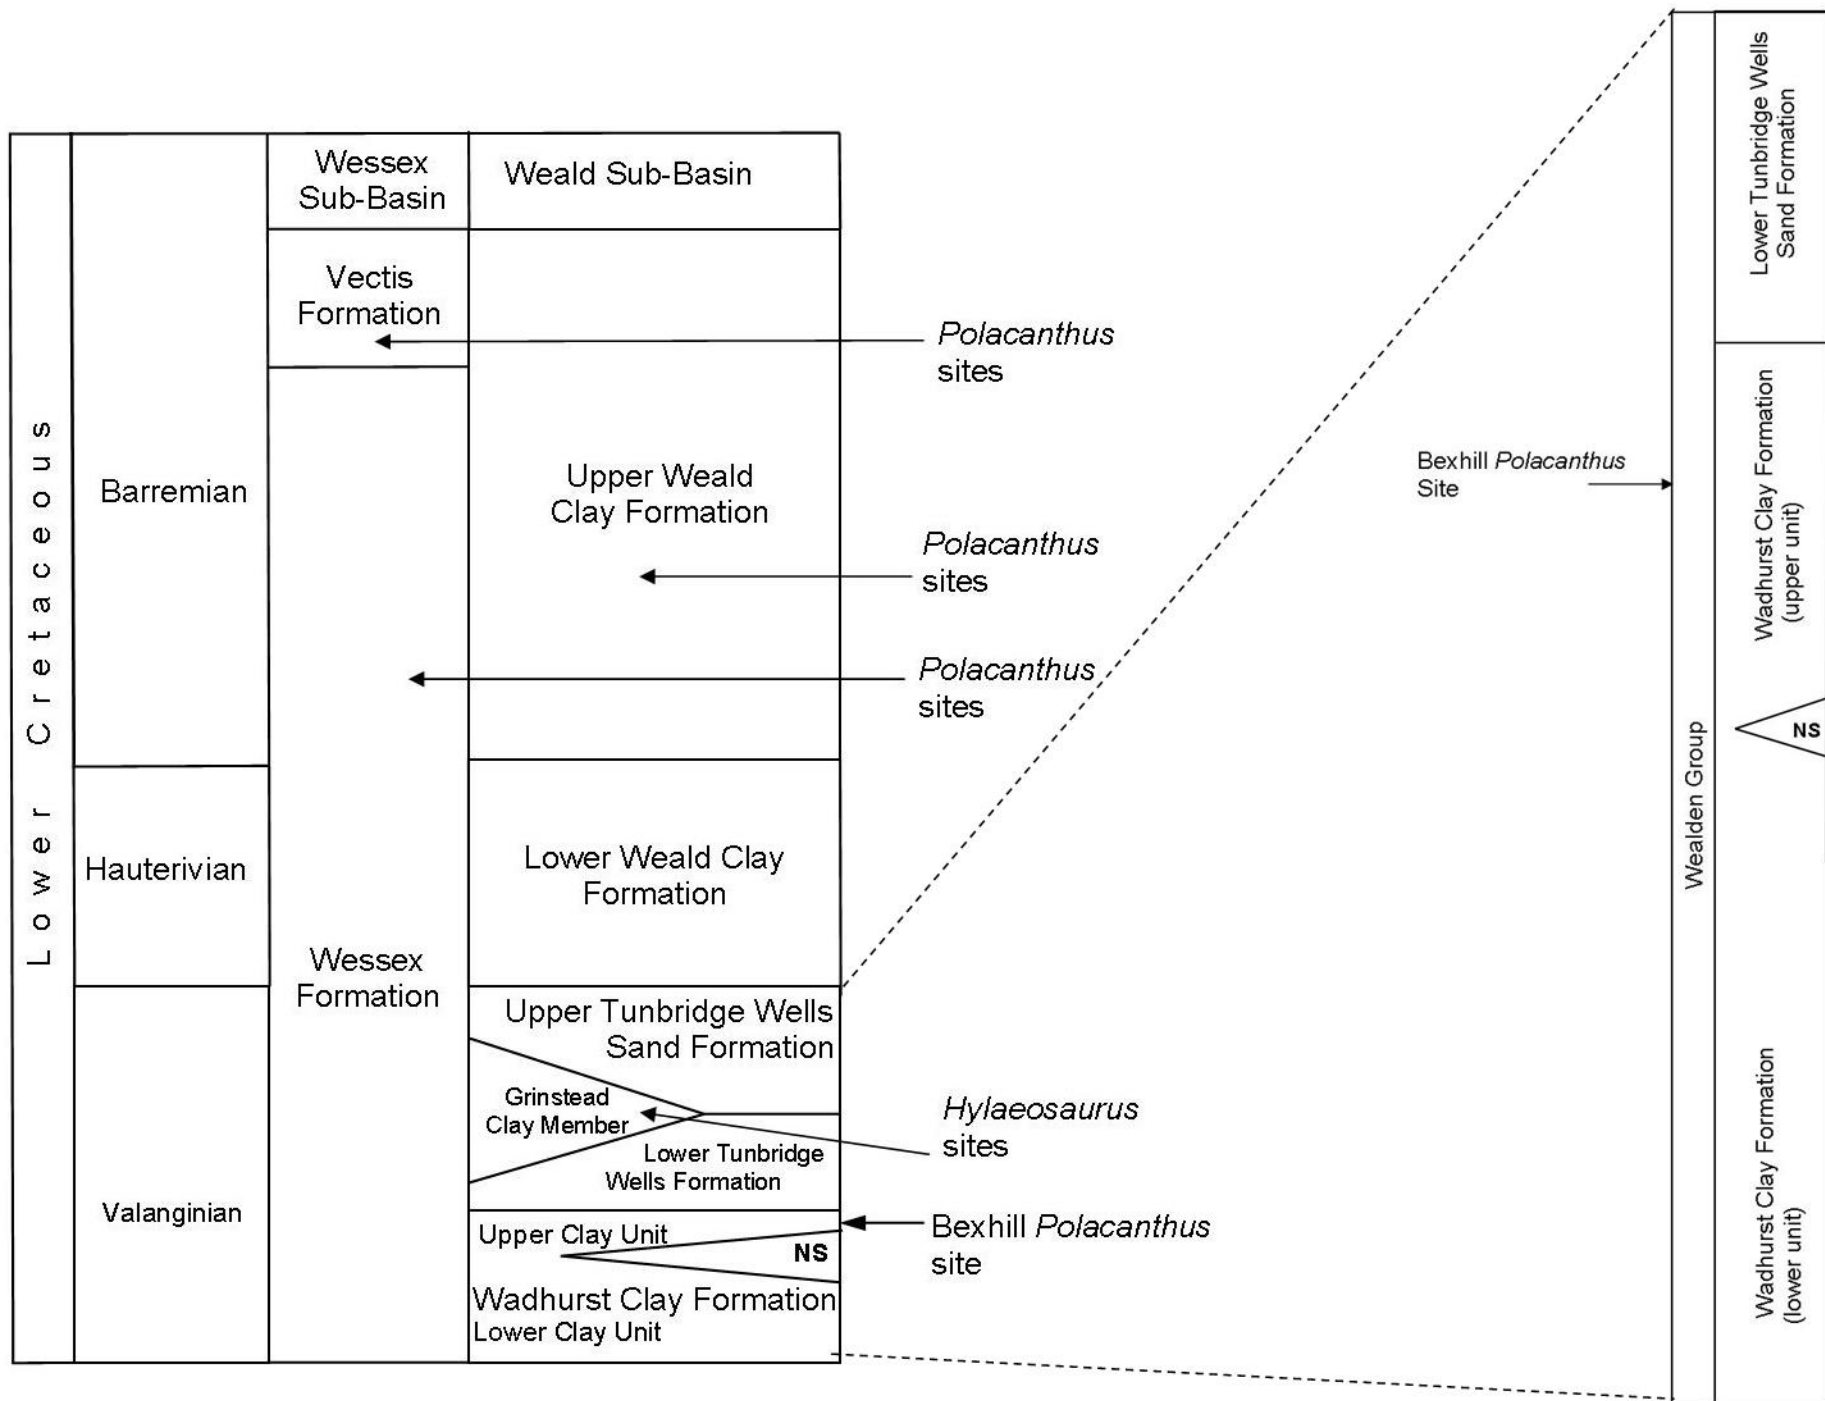 Lower Cretaceous
Barremian
Hauterivian
Valanginian
Wessex
Sub-Basin
Vectis
Formation
Wessex
Formation
Weald Sub-Basin
Upper Weald
Clay Formation
Lower Weald Clay
Formation
Upper Tunbridge Wells
Sand Formation
Grinstead
Clay Member
Lower Tunbridge
Wells Formation
Upper Clay Unit
NS
Wadhurst Clay Formation
Lower Clay Unit
Polacanthus
sites
Polacanthus
sites
Polacanthus
sites
Hylaeosaurus
sites
Bexhill Polacanthus
site
Bexhill Polacanthus
Site
Wealden Group
Lower Tunbridge Wells
Sand Formation
Wadhurst Clay Formation
(upper unit)
NS
Wadhurst Clay Formation
(lower unit)